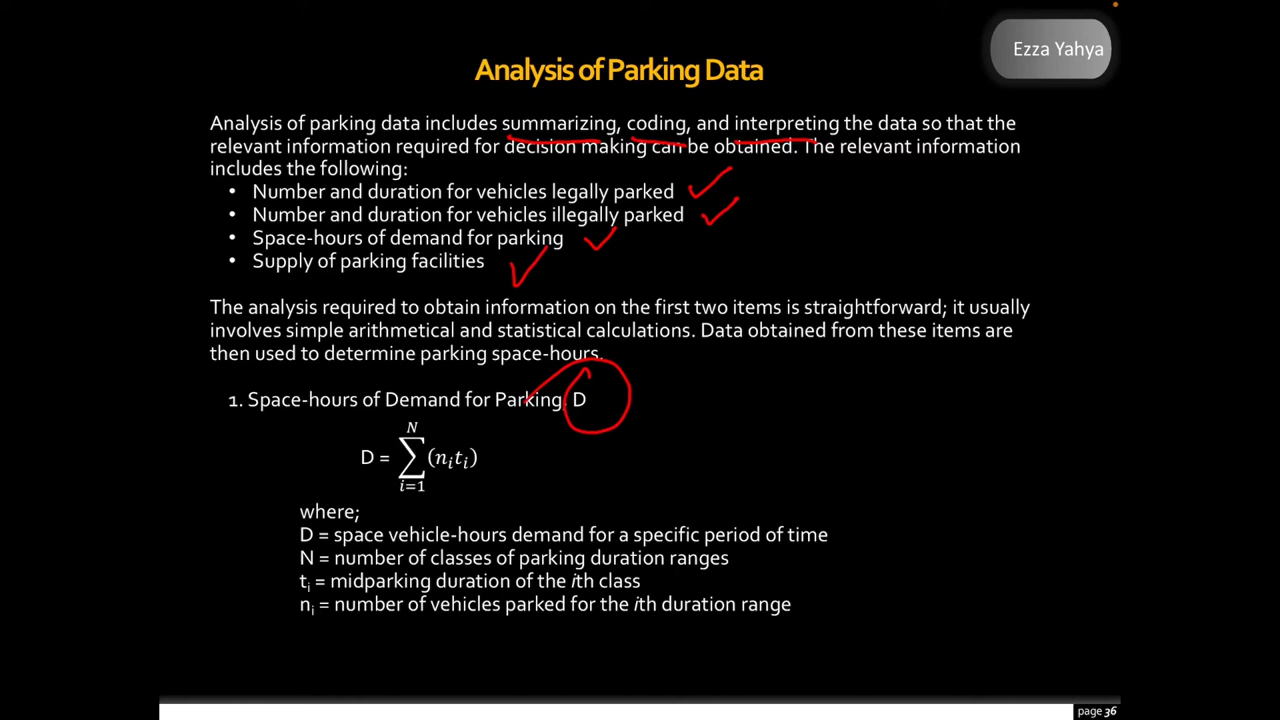 Ezza Yahya
Analysis of Parking Data
Analysis of parking data includes summarizing, coding, and interpreting the data so that the
relevant information required for decision making can be obtained. The relevant information
includes the following:
• Number and duration for vehicles legally parked
• Number and duration for vehicles illegally parked
• Space-hours of demand for parking
• Supply of parking facilities
The analysis required to obtain information on the first two items is straightforward; it usually
involves simple arithmetical and statistical calculations. Data obtained from these items are
then used to determine parking space-hours.
1. Space-hours of Demand for Parking, D
D = ∑_{i=1}^{N} (nᵢtᵢ)
where;
D = space vehicle-hours demand for a specific period of time
N = number of classes of parking duration ranges
tᵢ = midparking duration of the ith class
nᵢ = number of vehicles parked for the ith duration range
page 36